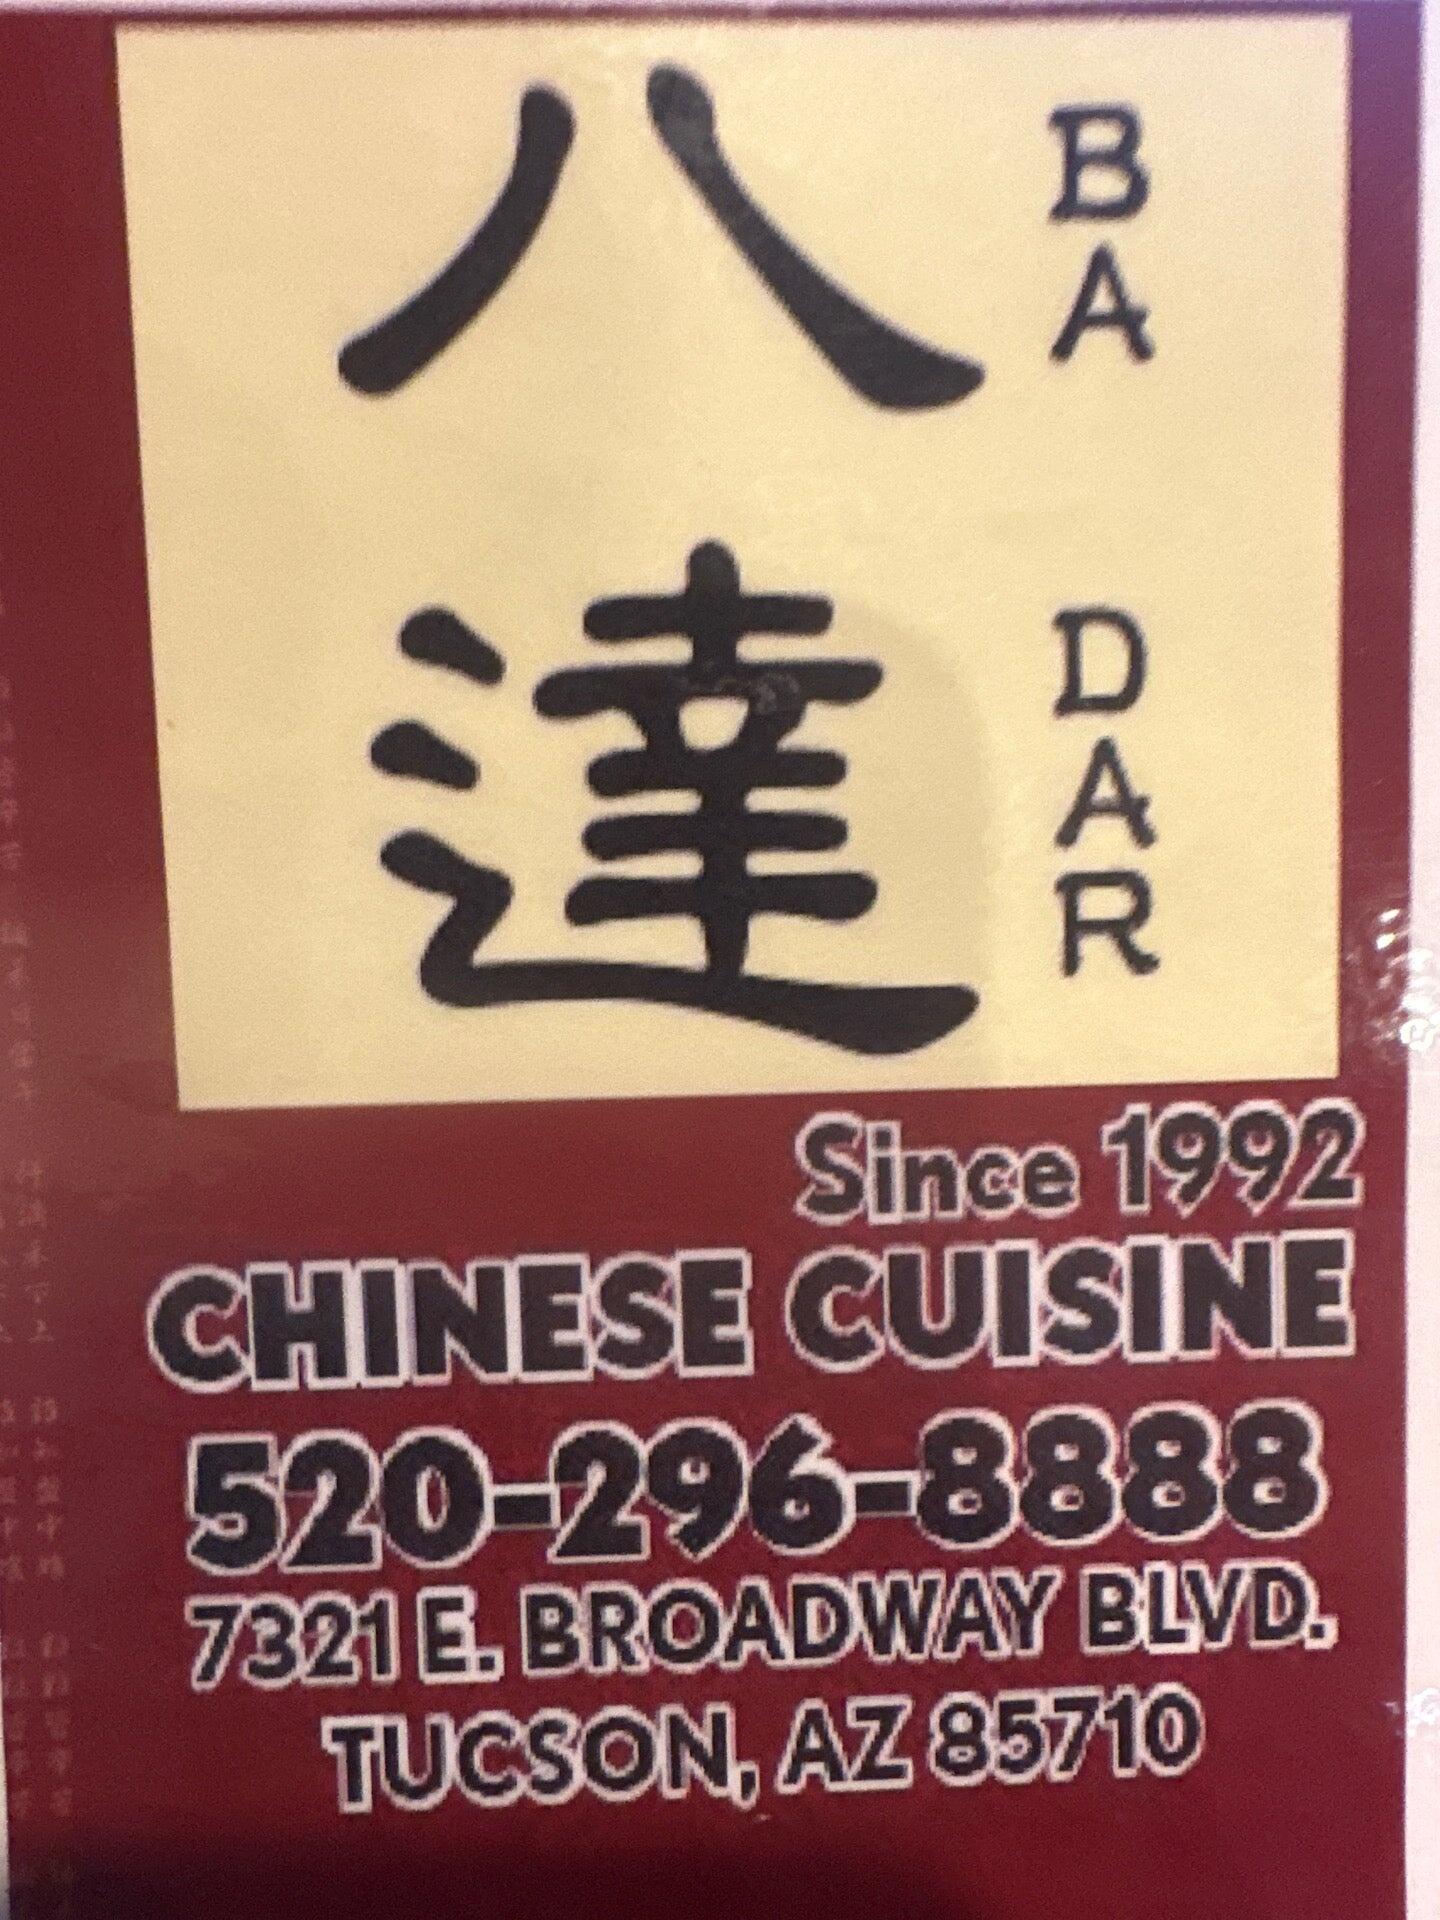 八達
BA DAR
Since 1992
CHINESE CUISINE
520-296-8888
7321 E. BROADWAY BLVD.
TUCSON, AZ 85710